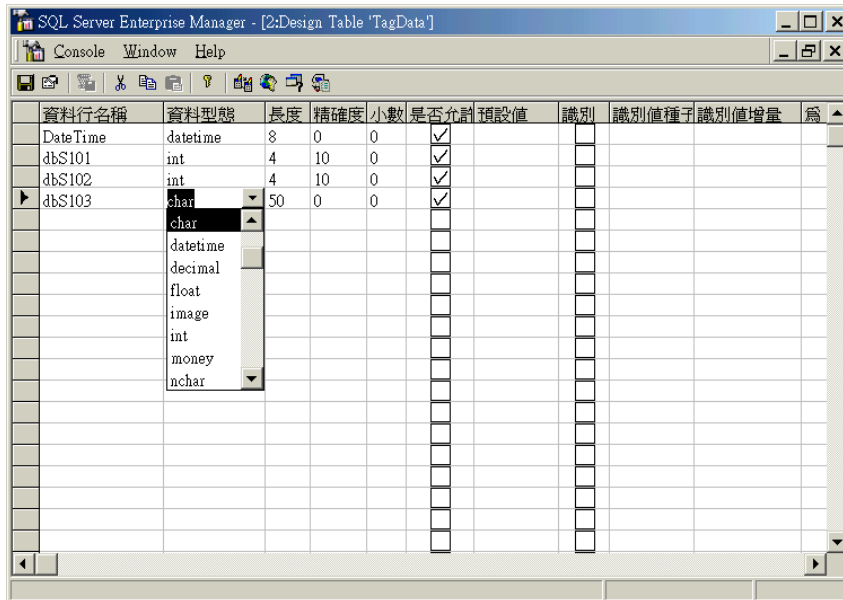 SQL Server Enterprise Manager - [2:Design Table 'TagData']
Console Window Help
資料行名稱 資料型態 長度 精確度 小數 是否允許 預設值 識別 識別值種子 識別值增量 為
DateTime datetime 8 0 0
dbS101 int 4 10 0
dbS102 int 4 10 0
dbS103 char 50 0 0
char
datetime
decimal
float
image
int
money
nchar